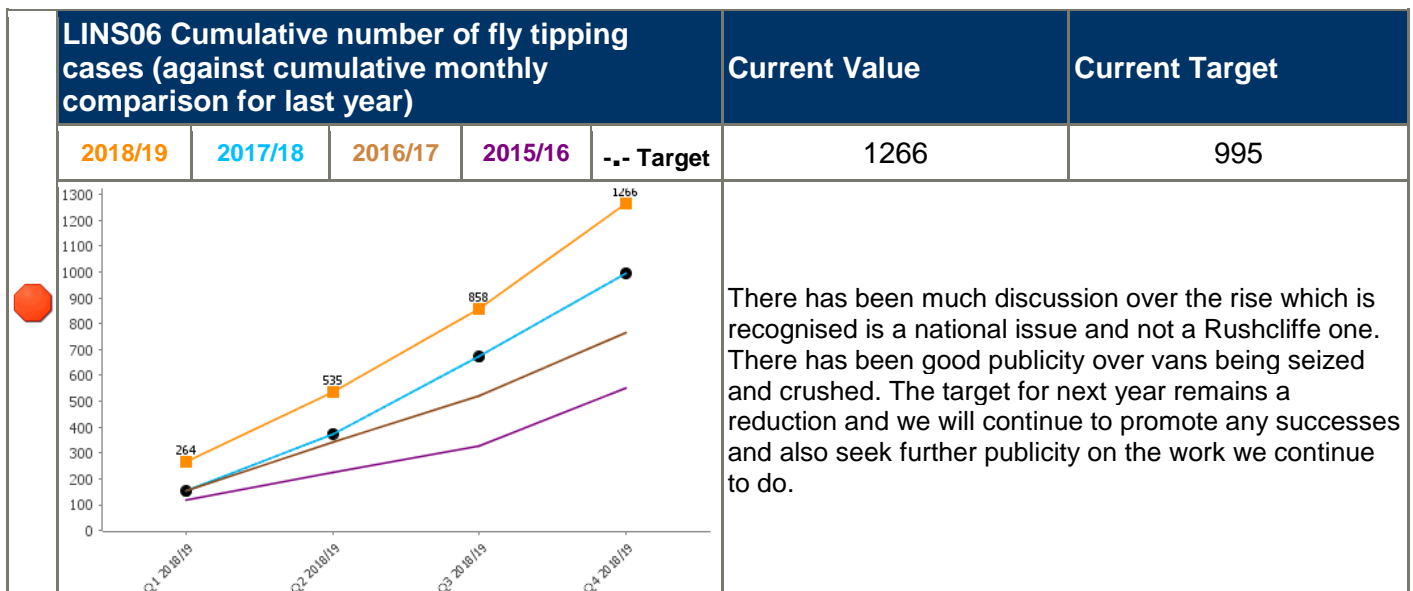 LINS06 Cumulative number of fly tipping
cases (against cumulative monthly
comparison for last year)
Current Value
Current Target
2018/19
2017/18
2016/17
2015/16
-.- Target
1266
995
1300
1200
1100
1000
900
800
700
600
500
400
300
200
100
0
264
535
858
1266
Q1 2018/19
Q2 2018/19
Q3 2018/19
Q4 2018/19
There has been much discussion over the rise which is
recognised is a national issue and not a Rushcliffe one.
There has been good publicity over vans being seized
and crushed. The target for next year remains a
reduction and we will continue to promote any successes
and also seek further publicity on the work we continue
to do.